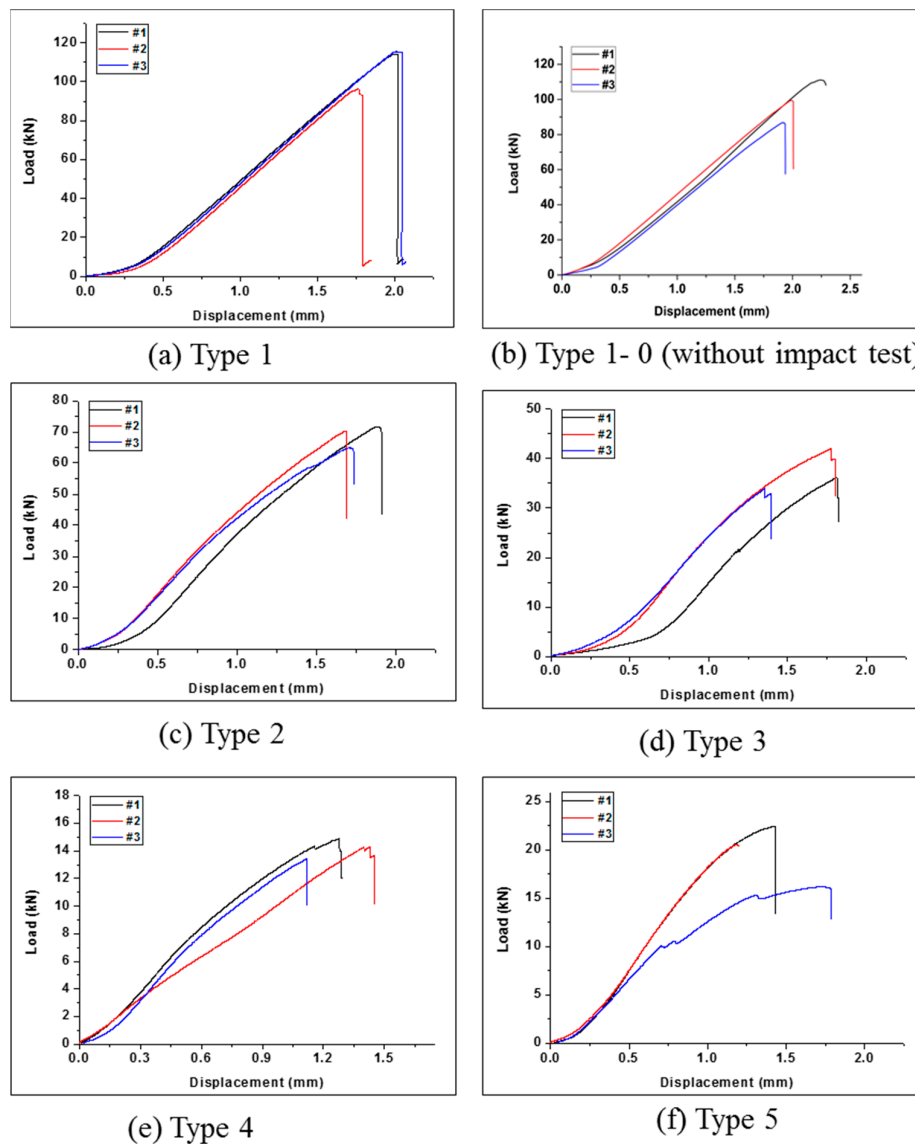 #1
#2
#3
120
100
80
60
40
20
0
Load (kN)
0.0 0.5 1.0 1.5 2.0
Displacement (mm)
(a) Type 1
#1
#2
#3
120
100
80
60
40
20
0
Load (kN)
0.0 0.5 1.0 1.5 2.0 2.5
Displacement (mm)
(b) Type 1- 0 (without impact test)
#1
#2
#3
80
70
60
50
40
30
20
10
0
Load (kN)
0.0 0.5 1.0 1.5 2.0
Displacement (mm)
(c) Type 2
#1
#2
#3
50
40
30
20
10
0
Load (kN)
0.0 0.5 1.0 1.5 2.0
Displacement (mm)
(d) Type 3
#1
#2
#3
18
16
14
12
10
8
6
4
2
0
Load (kN)
0.0 0.3 0.6 0.9 1.2 1.5
Displacement (mm)
(e) Type 4
#1
#2
#3
25
20
15
10
5
0
Load (kN)
0.0 0.5 1.0 1.5 2.0
Displacement (mm)
(f) Type 5